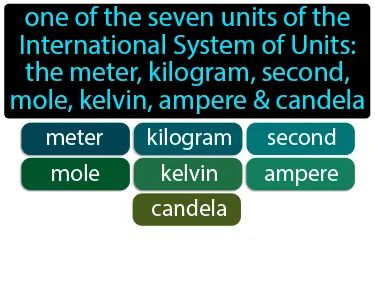 one of the seven units of the
International System of Units:
the meter, kilogram, second,
mole, kelvin, ampere & candela
meter kilogram second
mole kelvin ampere
candela